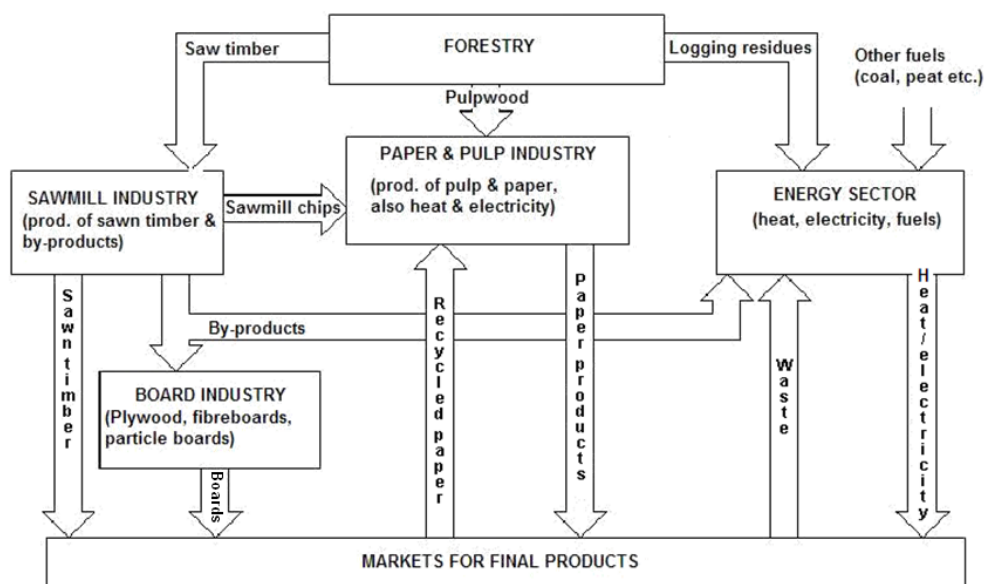 FORESTRY
Saw timber
Logging residues
Other fuels
(coal, peat etc.)
Pulpwood
PAPER & PULP INDUSTRY
(prod. of pulp & paper,
also heat & electricity)
SAWMILL INDUSTRY
(prod. of sawn timber &
by-products)
Sawmill chips
ENERGY SECTOR
(heat, electricity, fuels)
Sawn timber
By-products
Recycled paper
Paper products
Waste
Heat/electricity
BOARD INDUSTRY
(Plywood, fibreboards,
particle boards)
Boards
MARKETS FOR FINAL PRODUCTS